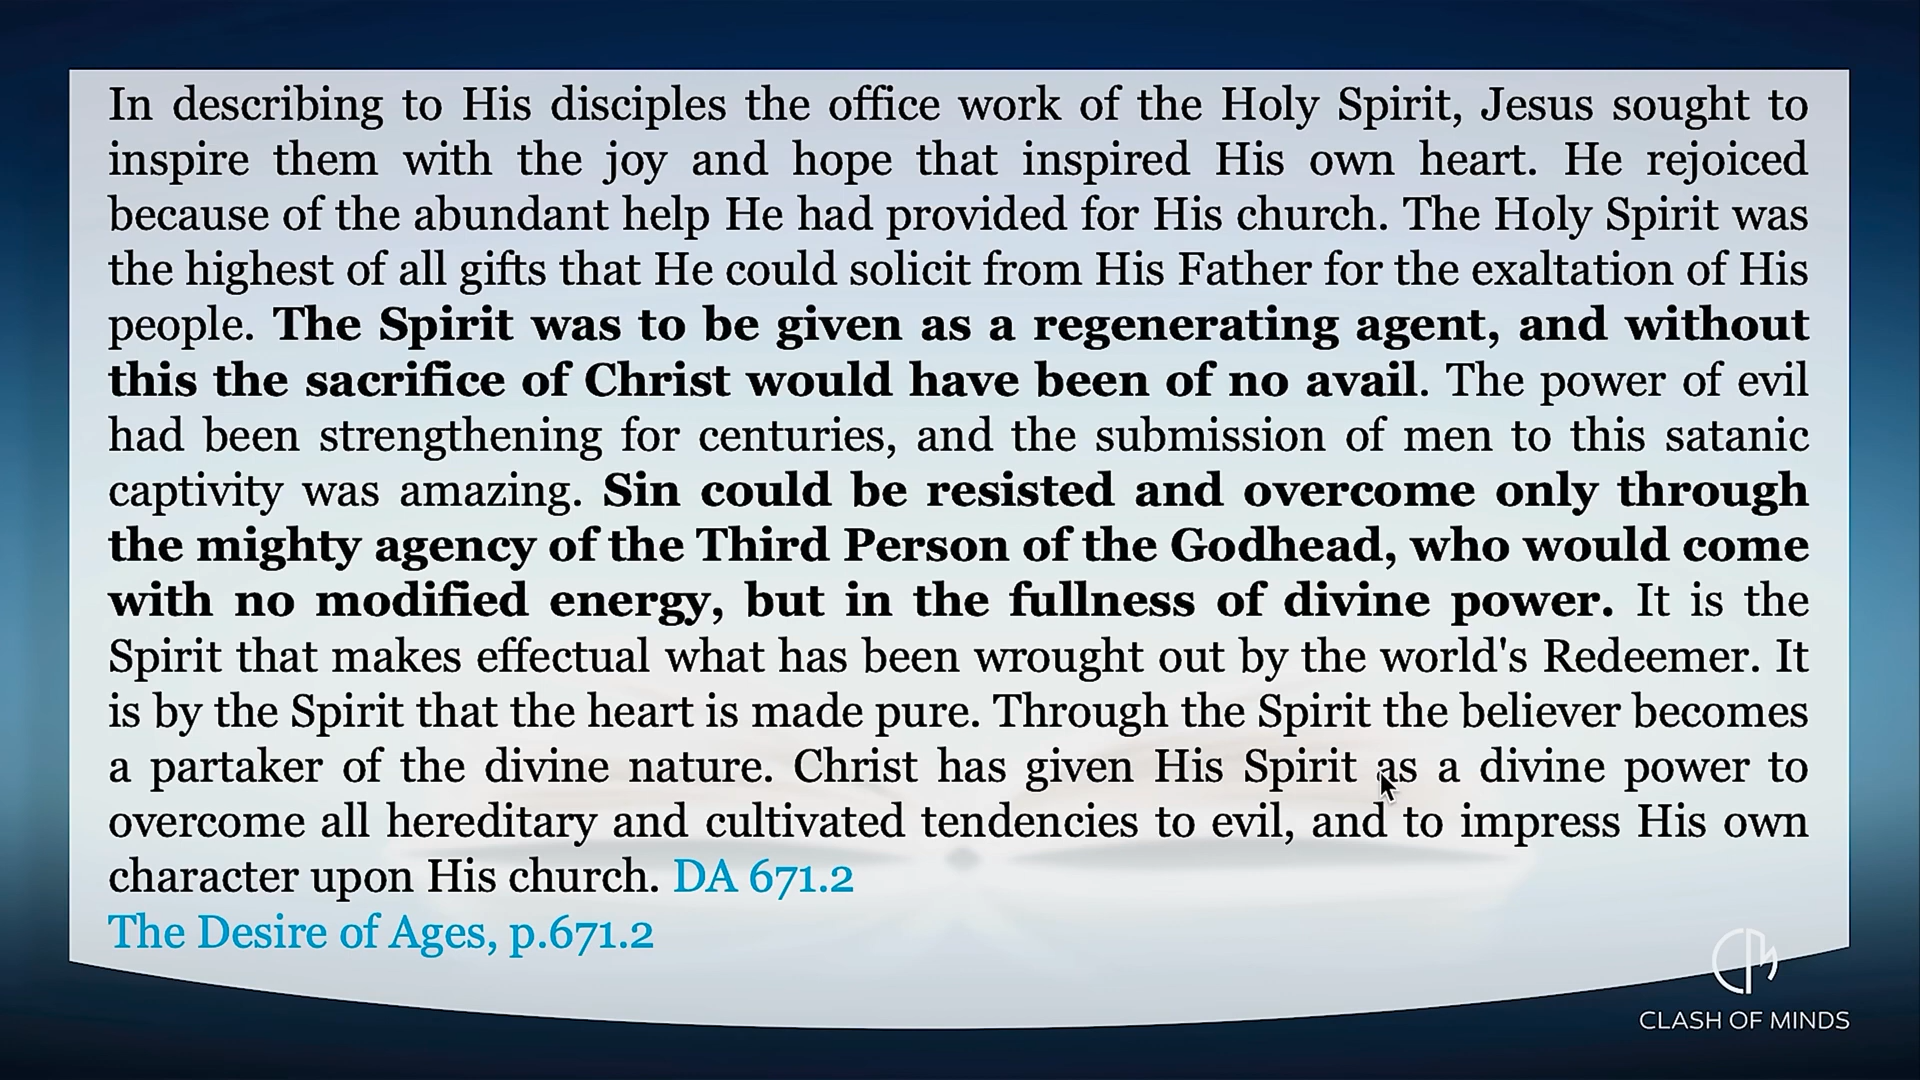 In describing to His disciples the office work of the Holy Spirit, Jesus sought to
inspire them with the joy and hope that inspired His own heart. He rejoiced
because of the abundant help He had provided for His church. The Holy Spirit was
the highest of all gifts that He could solicit from His Father for the exaltation of His
people. The Spirit was to be given as a regenerating agent, and without
this the sacrifice of Christ would have been of no avail. The power of evil
had been strengthening for centuries, and the submission of men to this satanic
captivity was amazing. Sin could be resisted and overcome only through
the mighty agency of the Third Person of the Godhead, who would come
with no modified energy, but in the fullness of divine power. It is the
Spirit that makes effectual what has been wrought out by the world's Redeemer. It
is by the Spirit that the heart is made pure. Through the Spirit the believer becomes
a partaker of the divine nature. Christ has given His Spirit as a divine power to
overcome all hereditary and cultivated tendencies to evil, and to impress His own
character upon His church. DA 671.2
The Desire of Ages, p.671.2
CLASH OF MINDS